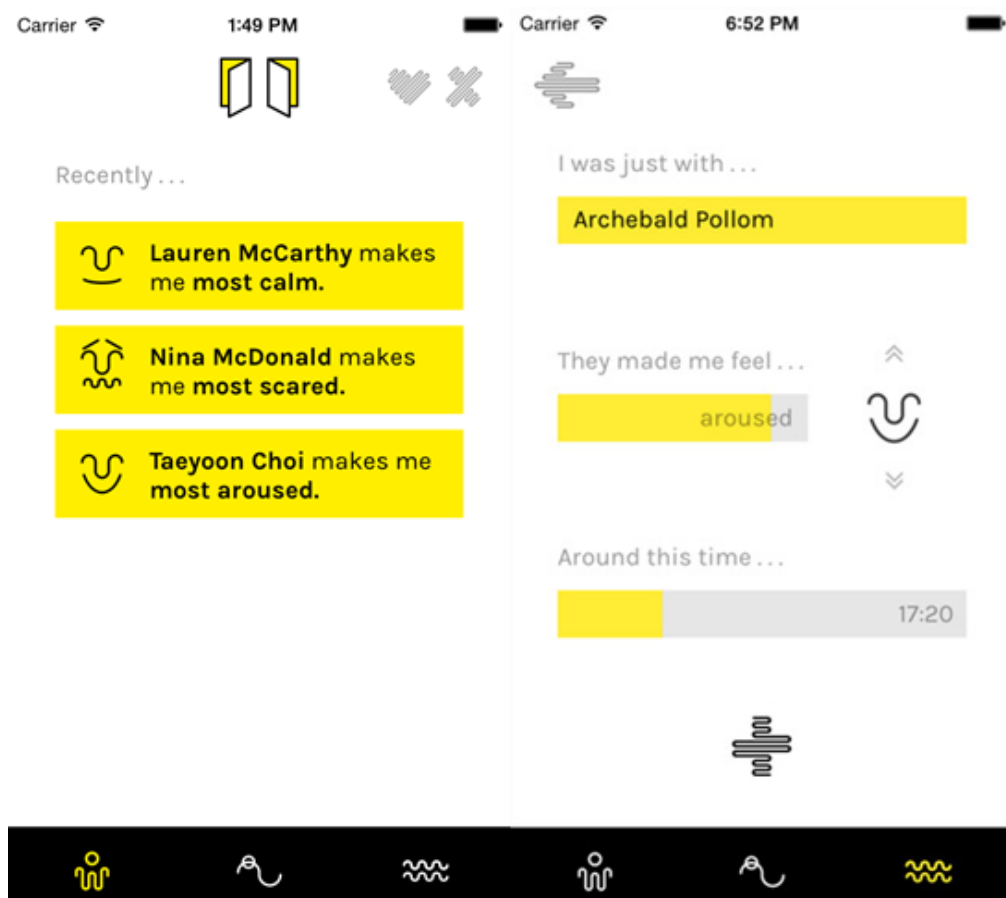 Carrier
1:49 PM
Recently ...
Lauren McCarthy makes
me most calm.
Nina McDonald makes
me most scared.
Taeyoon Choi makes me
most aroused.
Carrier
6:52 PM
I was just with ...
Archebald Pollom
They made me feel ...
aroused
Around this time ...
17:20